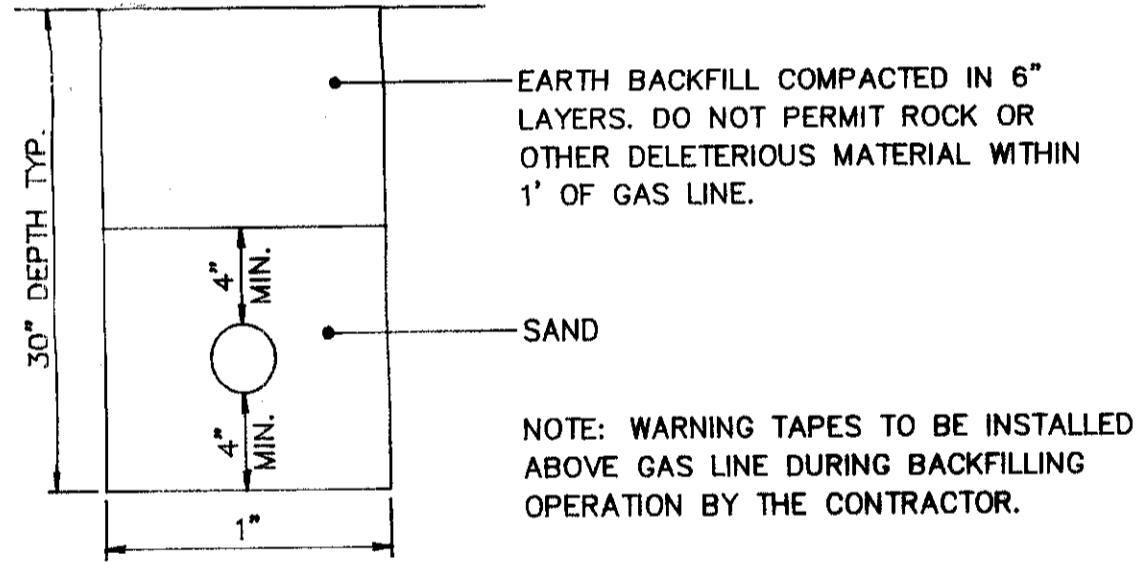 EARTH BACKFILL COMPACTED IN 6"
LAYERS. DO NOT PERMIT ROCK OR
OTHER DELETERIOUS MATERIAL WITHIN
1' OF GAS LINE.
30" DEPTH TYP.
4"
MIN.
SAND
4"
MIN.
NOTE: WARNING TAPES TO BE INSTALLED
ABOVE GAS LINE DURING BACKFILLING
OPERATION BY THE CONTRACTOR.
1"